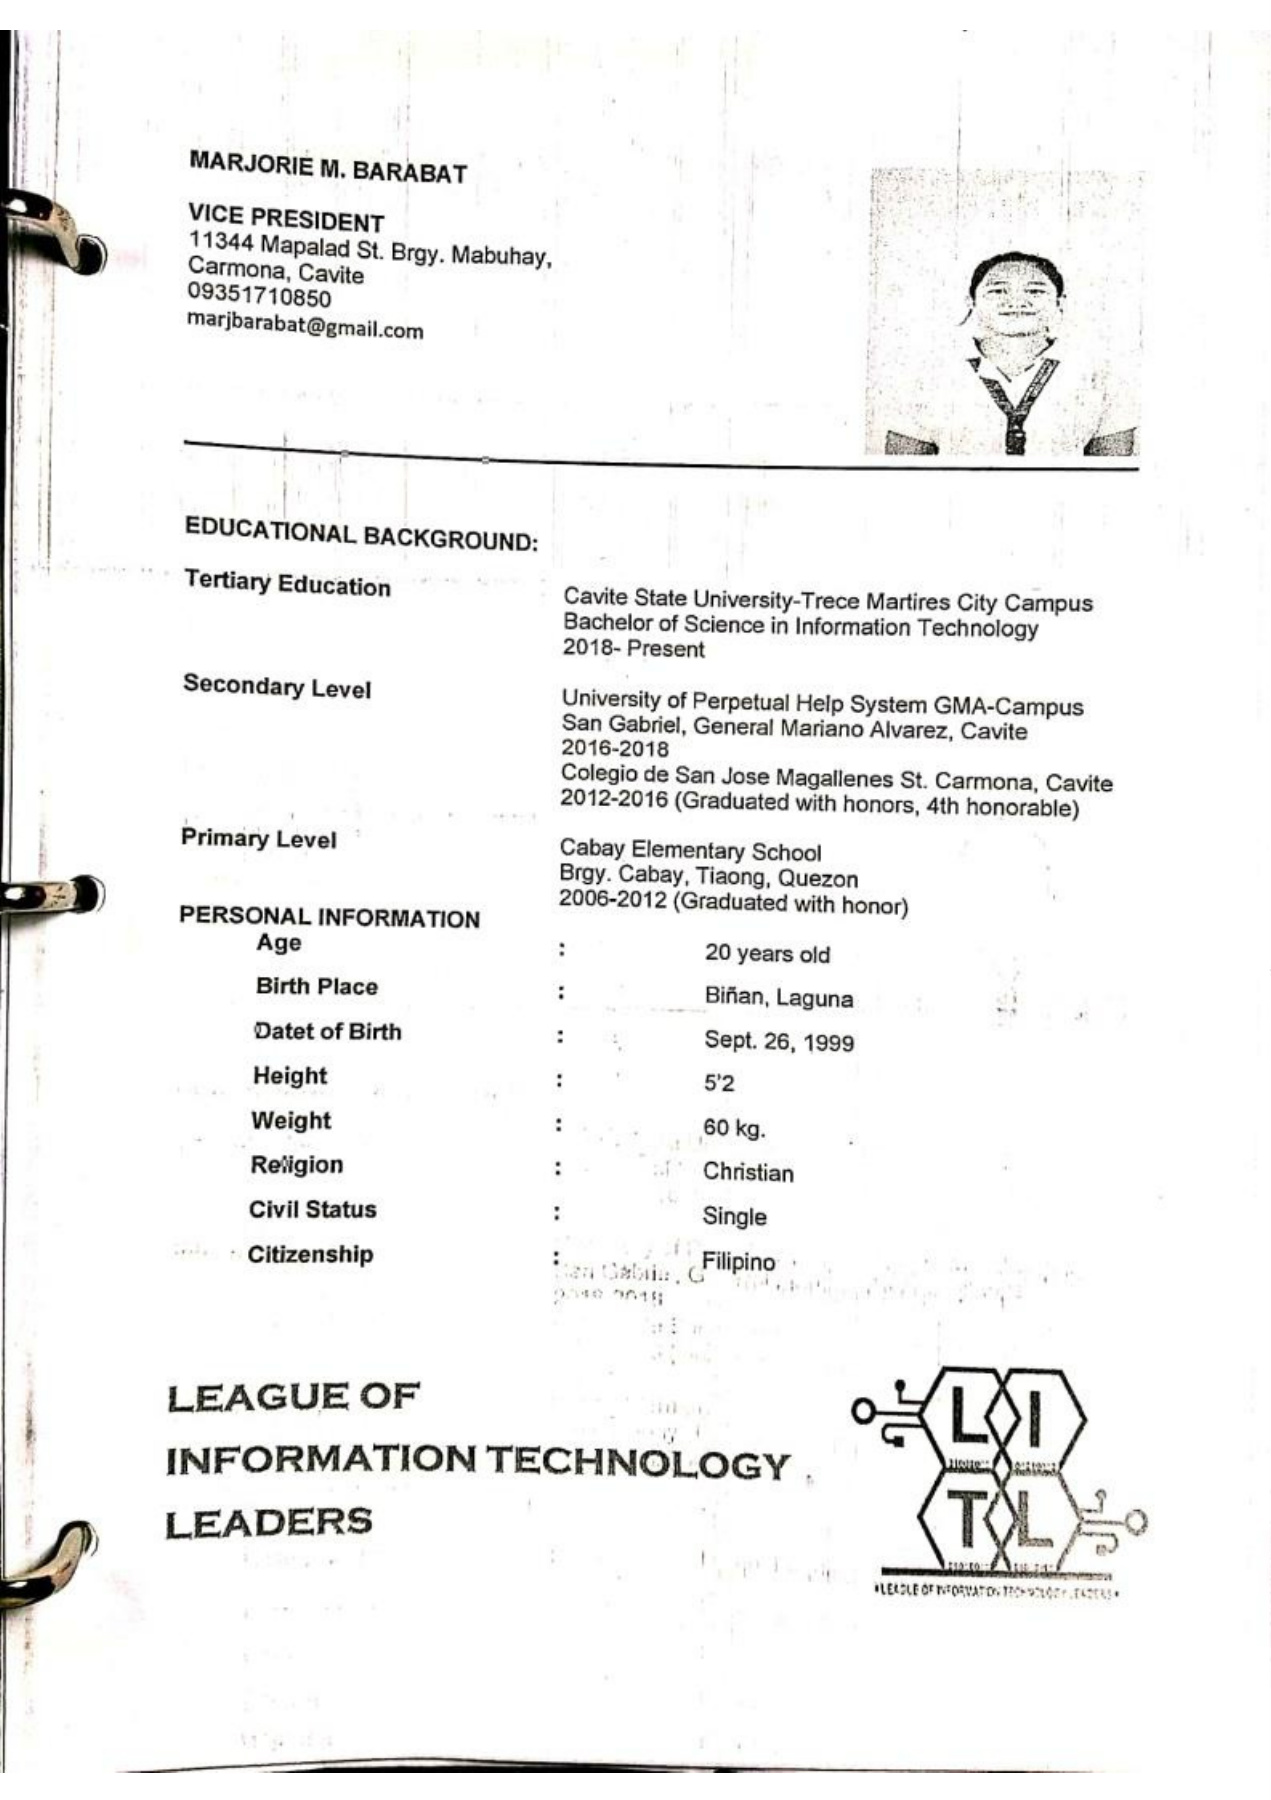 MARJORIE M. BARABAT
VICE PRESIDENT
11344 Mapalad St. Brgy. Mabuhay,
Carmona, Cavite
09351710850
marjbarabat@gmail.com
EDUCATIONAL BACKGROUND:
Tertiary Education
Cavite State University-Trece Martires City Campus
Bachelor of Science in Information Technology
2018- Present
Secondary Level
University of Perpetual Help System GMA-Campus
San Gabriel, General Mariano Alvarez, Cavite
2016-2018
Colegio de San Jose Magallenes St. Carmona, Cavite
2012-2016 (Graduated with honors, 4th honorable)
Primary Level
Cabay Elementary School
Brgy. Cabay, Tiaong, Quezon
2006-2012 (Graduated with honor)
PERSONAL INFORMATION
Age : 20 years old
Birth Place : Biñan, Laguna
Datet of Birth : Sept. 26, 1999
Height : 5'2
Weight : 60 kg.
Religion : Christian
Civil Status : Single
Citizenship : Filipino
LEAGUE OF
INFORMATION TECHNOLOGY
LEADERS
L I
T L
LEAGUE OF INFORMATION TECHNOLOGY LEADERS